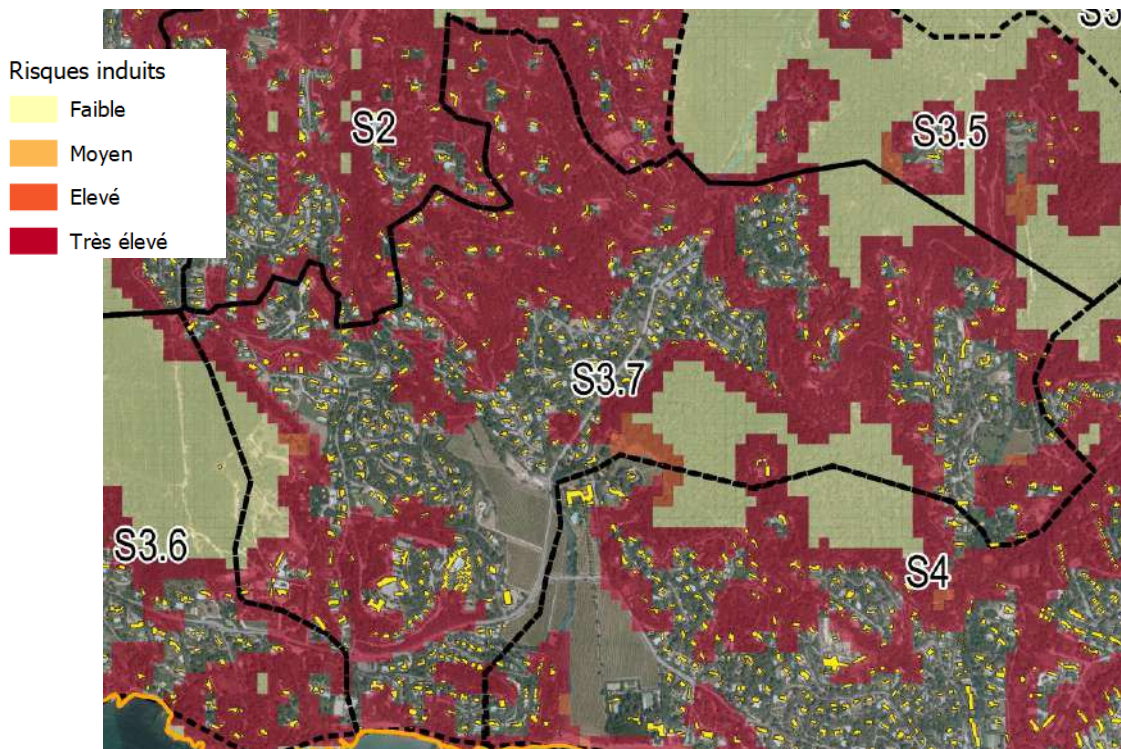 Risques induits
Faible
Moyen
Elevé
Très élevé
S2
S3.5
S3.7
S3.6
S4